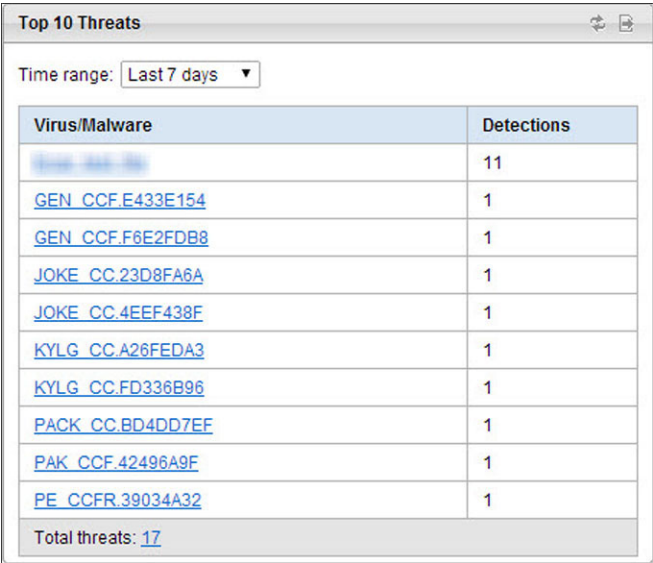 Top 10 Threats
Time range: Last 7 days
Virus/Malware Detections
11
GEN_CCF.E433E154 1
GEN_CCF.F6E2FDB8 1
JOKE_CC.23D8FA6A 1
JOKE_CC.4EEF438F 1
KYLG_CC.A26FEDA3 1
KYLG_CC.FD336B96 1
PACK_CC.BD4DD7EF 1
PAK_CCF.42496A9F 1
PE_CCFR.39034A32 1
Total threats: 17